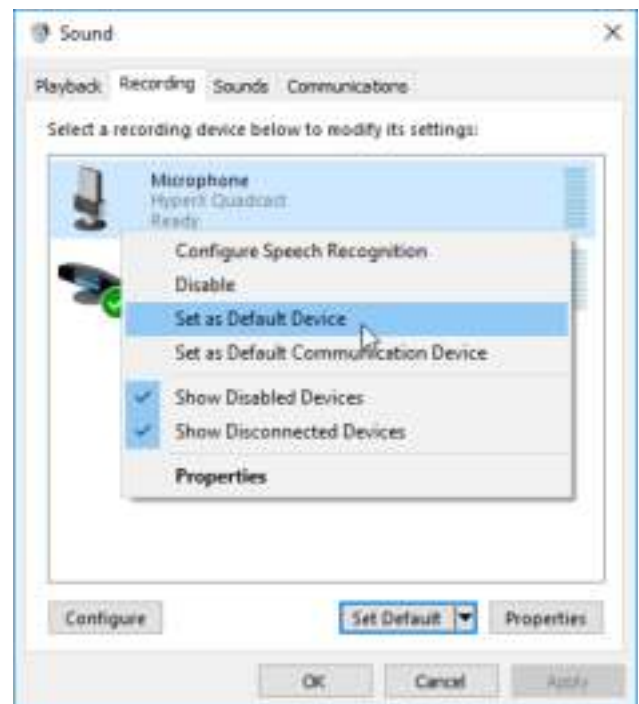 Sound
Playback Recording Sounds Communications
Select a recording device below to modify its settings:
Microphone
HyperX Quadcast
Ready
Configure Speech Recognition
Disable
Set as Default Device
Set as Default Communication Device
Show Disabled Devices
Show Disconnected Devices
Properties
Configure Set Default Properties
OK Cancel Apply